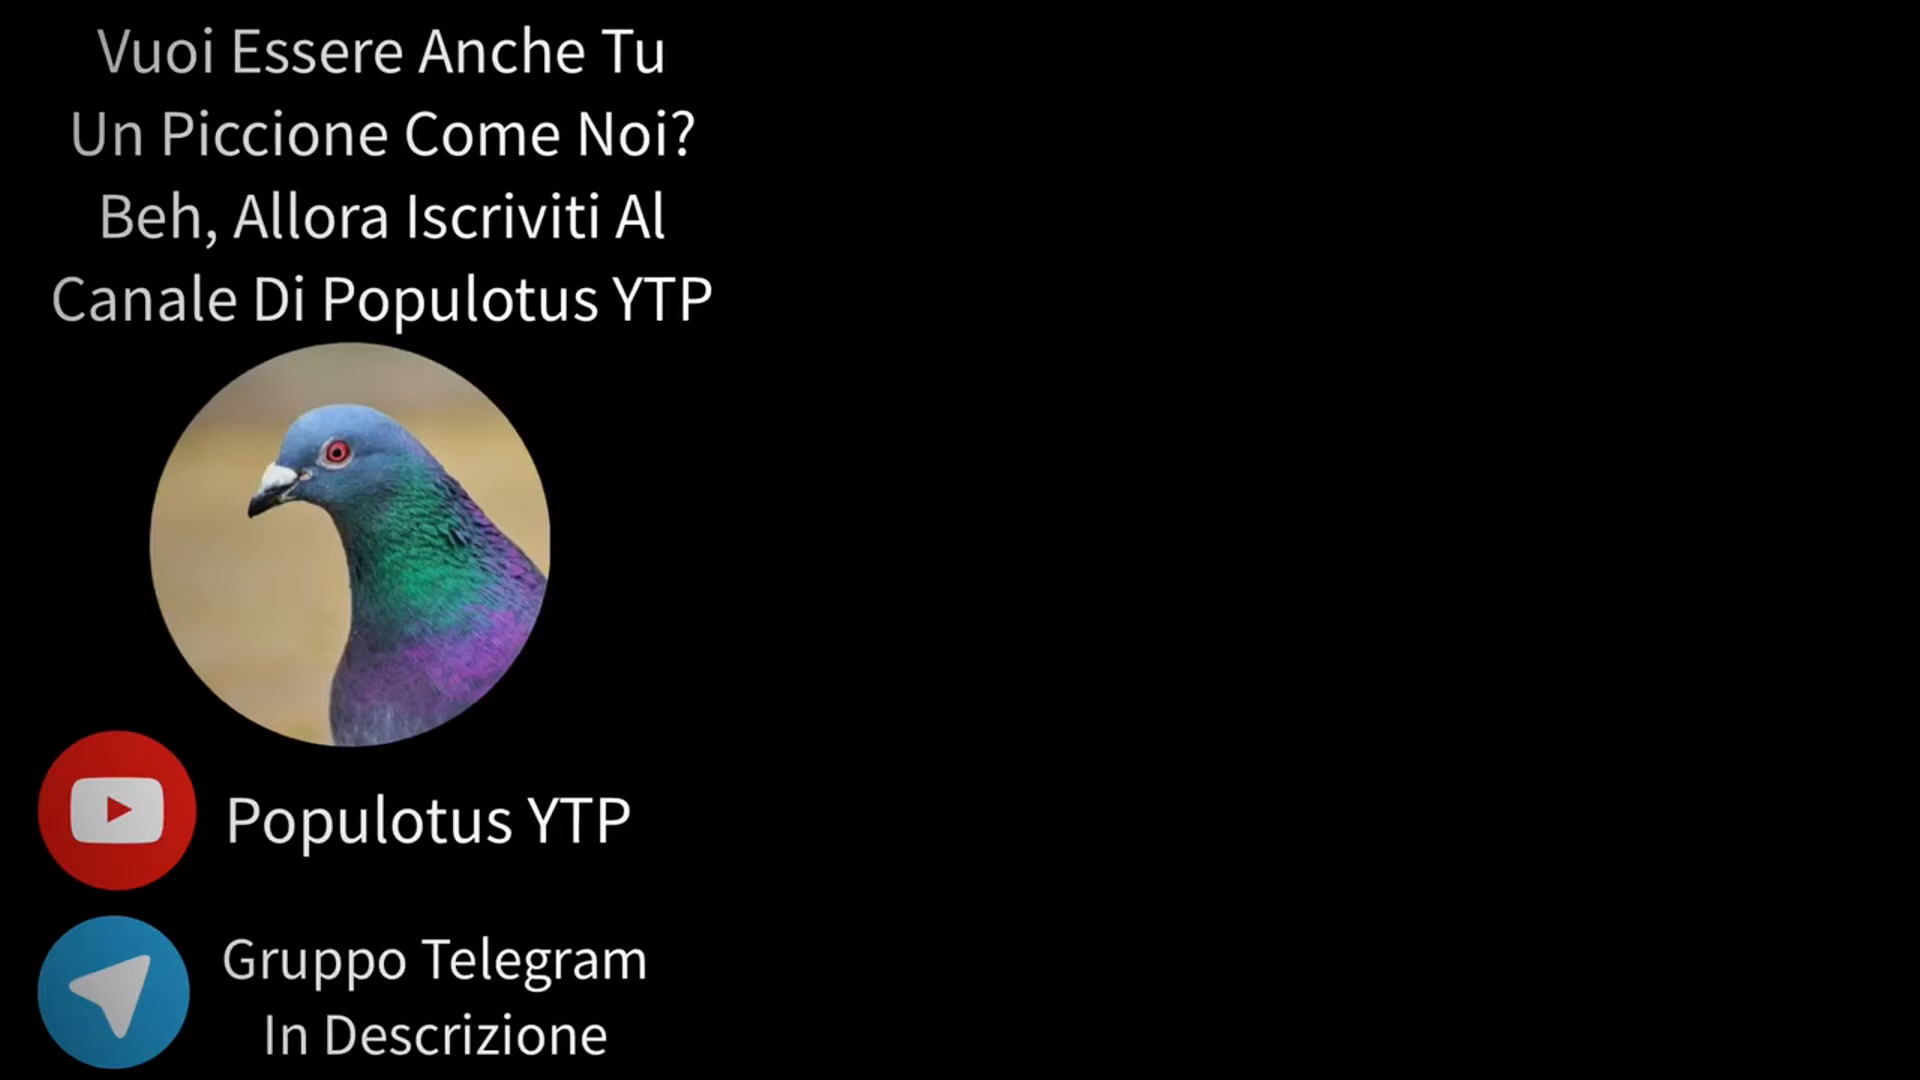 Vuoi Essere Anche Tu
Un Piccione Come Noi?
Beh, Allora Iscriviti Al
Canale Di Populotus YTP
Populotus YTP
Gruppo Telegram
In Descrizione